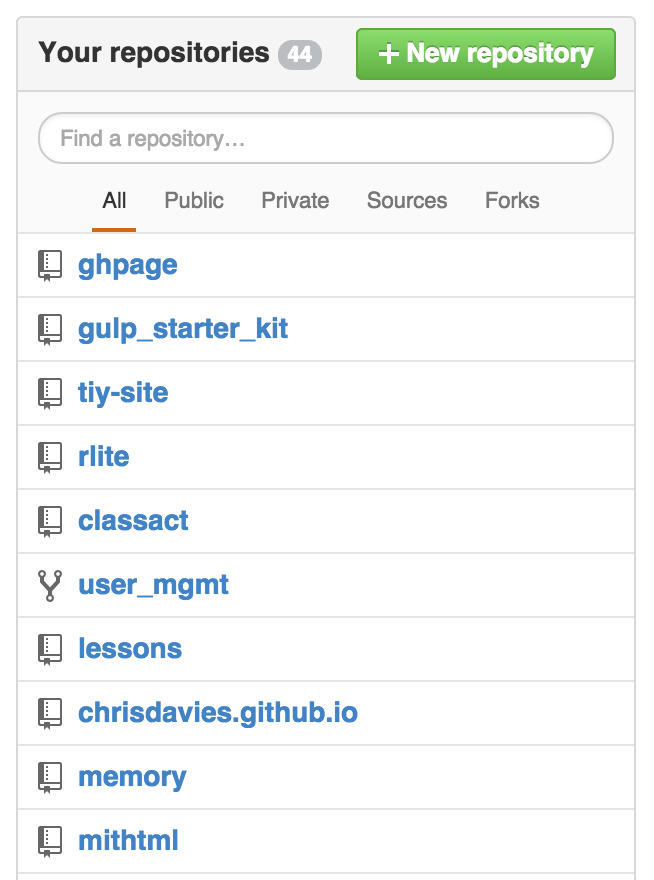 Your repositories 44 + New repository
Find a repository…
All Public Private Sources Forks
ghpage
gulp_starter_kit
tiy-site
rlite
classact
user_mgmt
lessons
chrisdavies.github.io
memory
mithtml